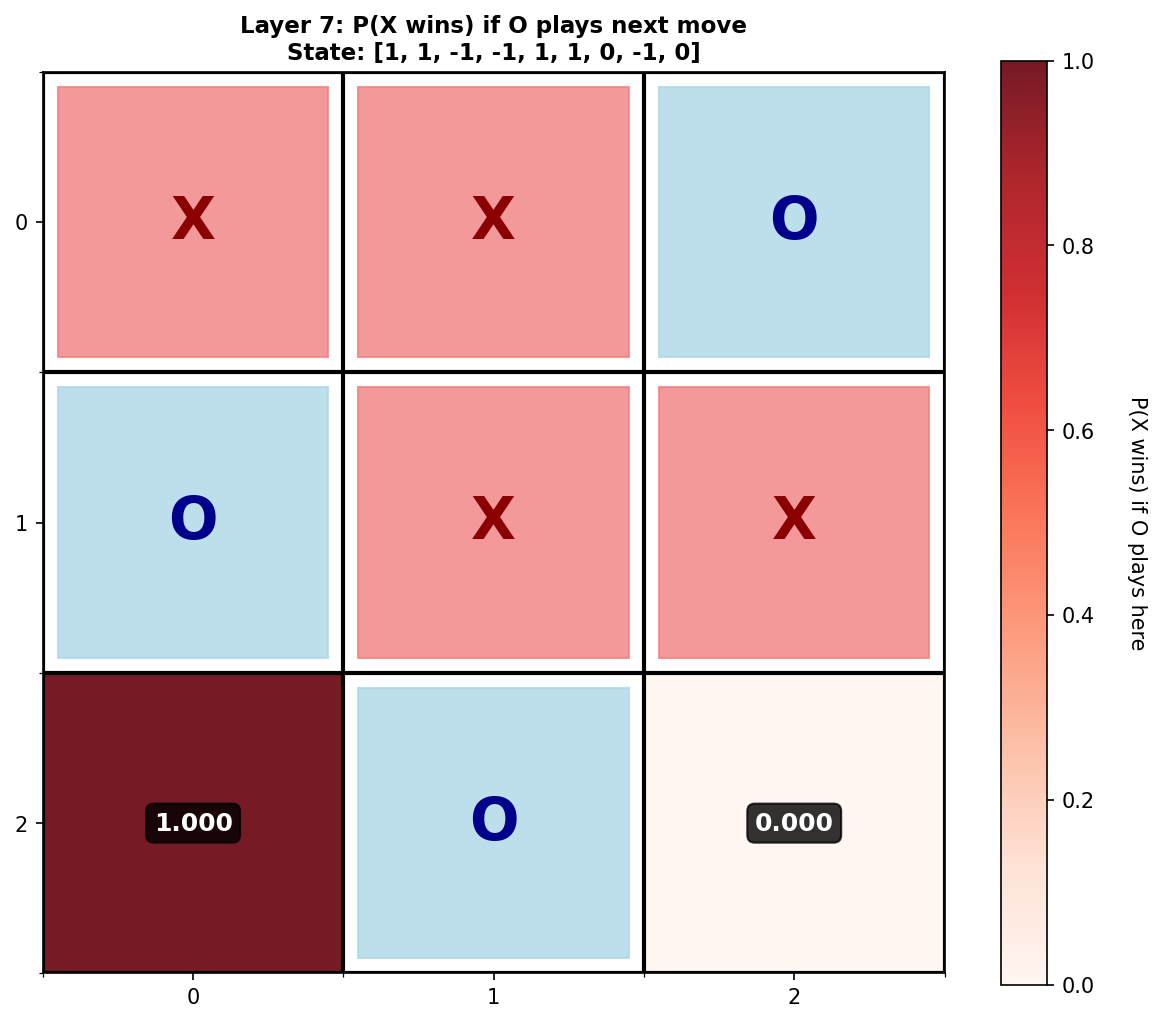 Layer 7: P(X wins) if O plays next move
State: [1, 1, -1, -1, 1, 1, 0, -1, 0]
0
X
X
O
1
O
X
X
2
1.000
O
0.000
0
1
2
1.0
0.8
0.6
0.4
0.2
0.0
P(X wins) if O plays here